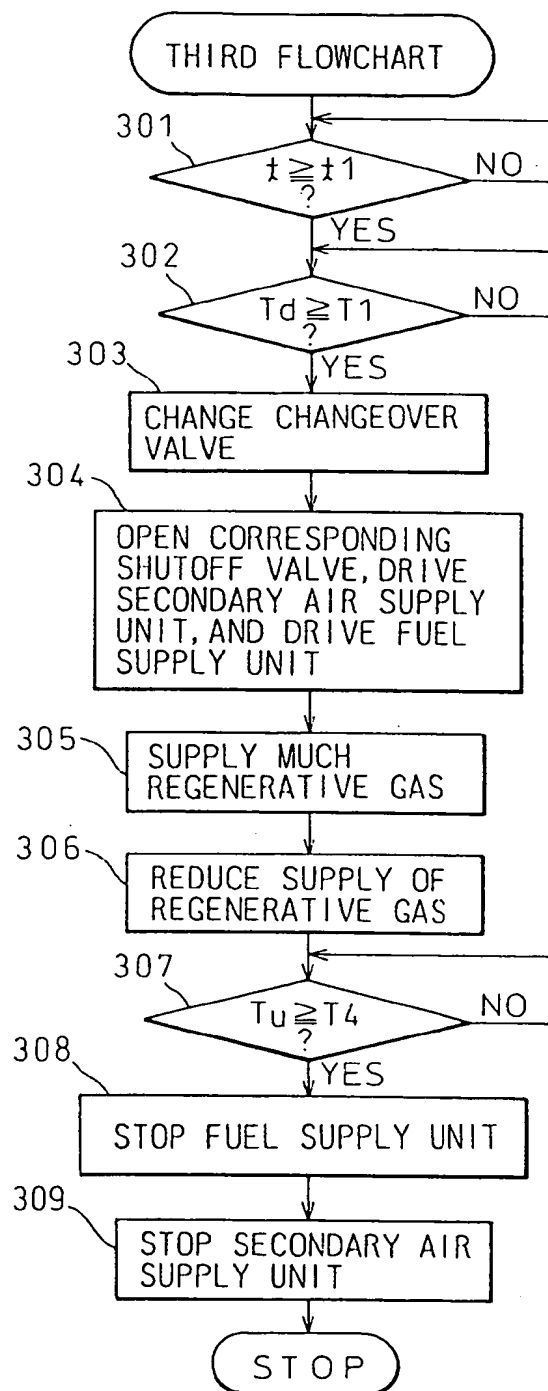 THIRD FLOWCHART
301
t ≧ t1
?
NO
YES
302
Td ≧ T1
?
NO
YES
303
CHANGE CHANGEOVER
VALVE
304
OPEN CORRESPONDING
SHUTOFF VALVE, DRIVE
SECONDARY AIR SUPPLY
UNIT, AND DRIVE FUEL
SUPPLY UNIT
305
SUPPLY MUCH
REGENERATIVE GAS
306
REDUCE SUPPLY OF
REGENERATIVE GAS
307
Tu ≧ T4
?
NO
YES
308
STOP FUEL SUPPLY UNIT
309
STOP SECONDARY AIR
SUPPLY UNIT
STOP